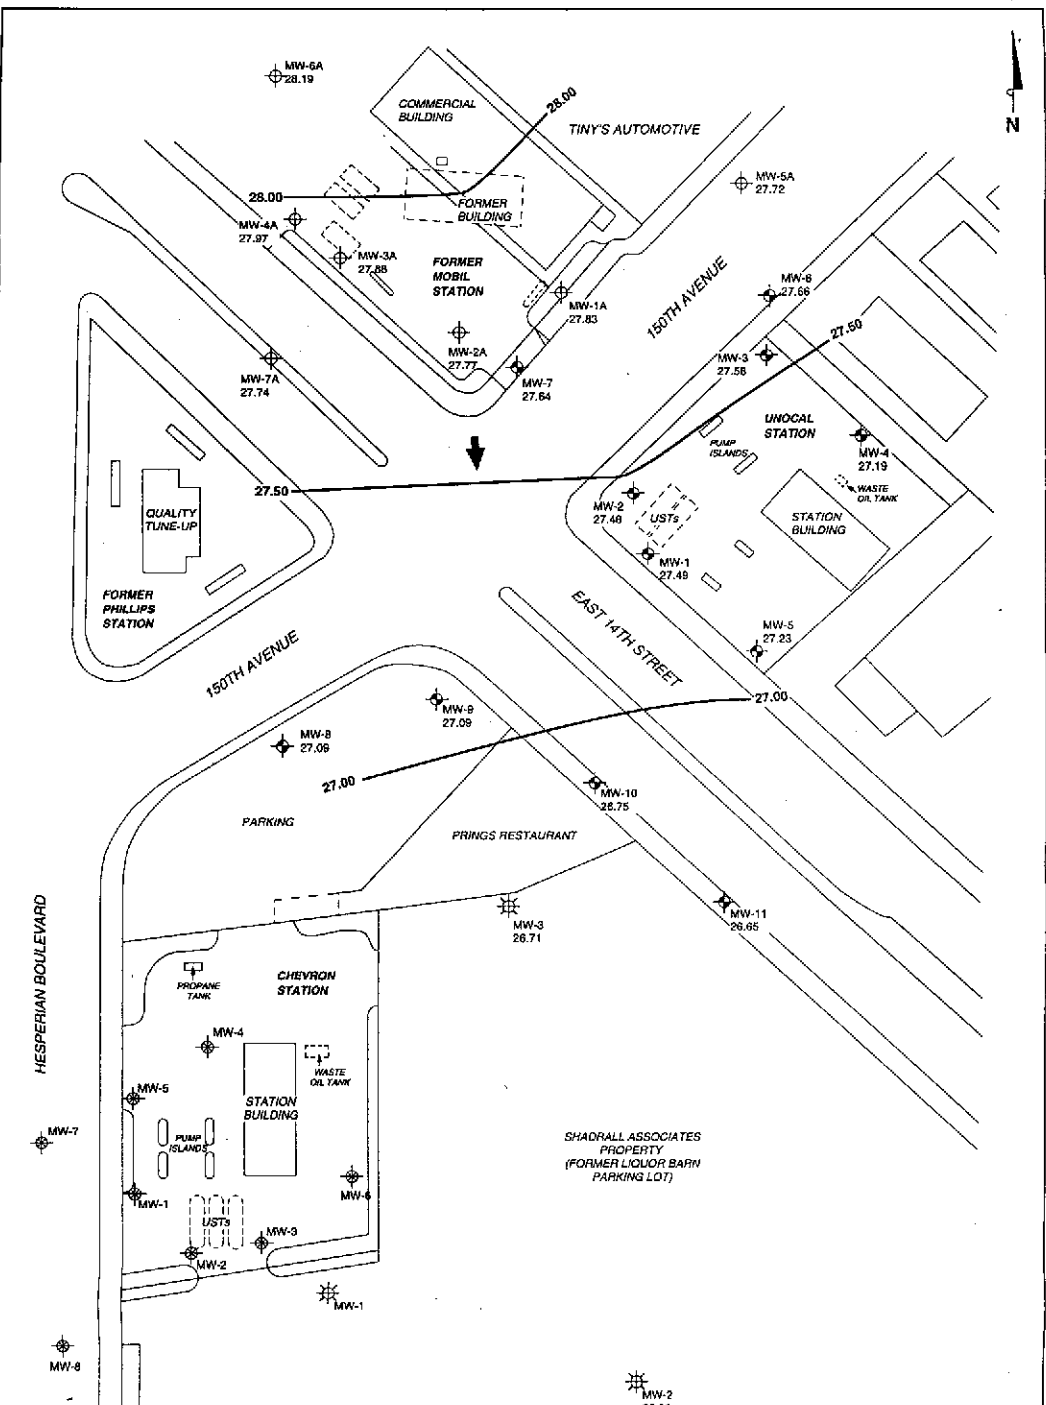 MW-6A
28.19
COMMERCIAL
BUILDING
28.00
TINY'S AUTOMOTIVE
N
MW-5A
27.72
28.00
FORMER
BUILDING
MW-4A
27.97
MW-3A
27.88
FORMER
MOBIL
STATION
150TH AVENUE
MW-6
27.66
MW-1A
27.83
27.50
MW-2A
27.77
MW-3
27.58
MW-7A
27.74
MW-7
27.64
UNOCAL
STATION
PUMP
ISLANDS
MW-4
27.19
27.50
WASTE
OIL TANK
MW-2
27.48
USTs
STATION
BUILDING
QUALITY
TUNE-UP
MW-1
27.49
FORMER
PHILLIPS
STATION
EAST 14TH STREET
MW-5
27.23
150TH AVENUE
27.00
MW-9
27.09
MW-8
27.09
27.00
MW-10
26.75
PARKING
PRINGS RESTAURANT
MW-11
26.65
MW-3
26.71
HESPERIAN BOULEVARD
PROPANE
TANK
CHEVRON
STATION
MW-4
WASTE
OIL TANK
MW-5
STATION
BUILDING
MW-7
PUMP
ISLANDS
SHADRALL ASSOCIATES
PROPERTY
(FORMER LIQUOR BARN
PARKING LOT)
MW-1
MW-6
USTs
MW-3
MW-2
MW-1
MW-8
MW-2